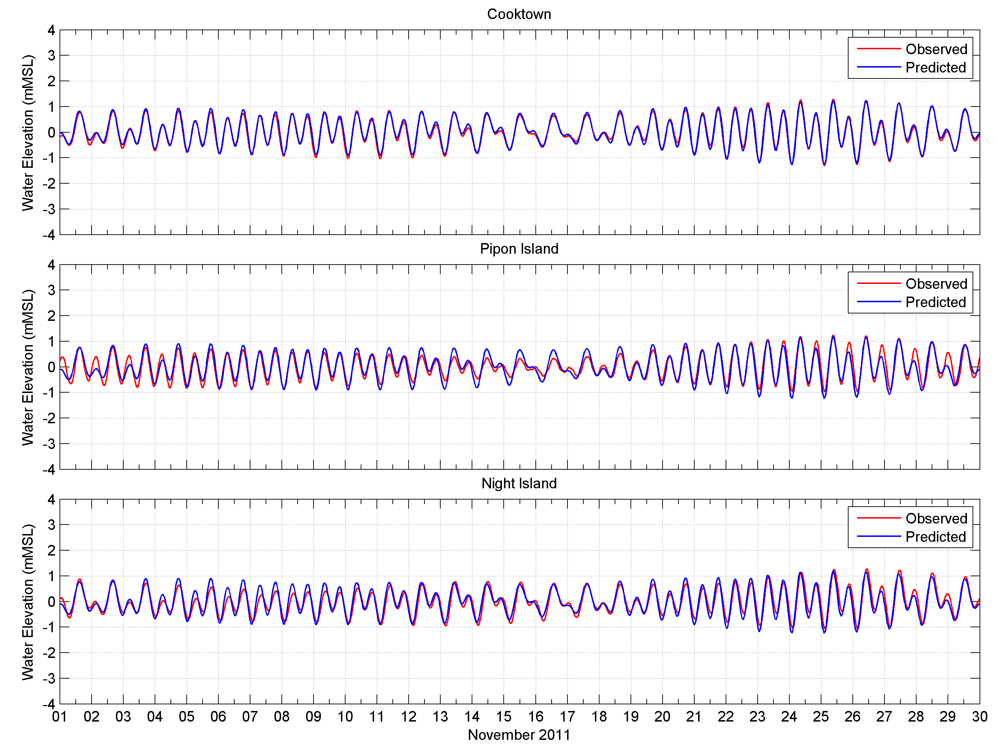 Cooktown
4
3
2
1
0
-1
-2
-3
-4
Water Elevation (mMSL)
Observed
Predicted
Pipon Island
4
3
2
1
0
-1
-2
-3
-4
Water Elevation (mMSL)
Observed
Predicted
Night Island
4
3
2
1
0
-1
-2
-3
-4
Water Elevation (mMSL)
Observed
Predicted
01 02 03 04 05 06 07 08 09 10 11 12 13 14 15 16 17 18 19 20 21 22 23 24 25 26 27 28 29 30
November 2011